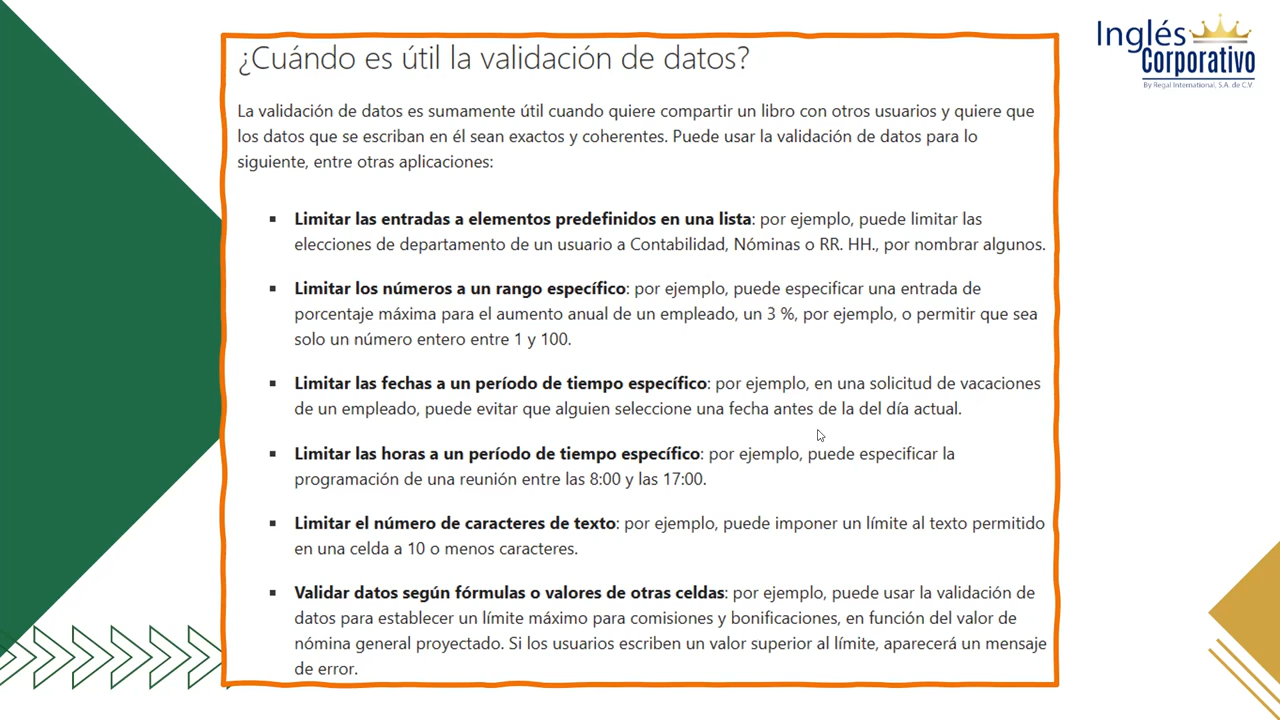 ¿Cuándo es útil la validación de datos?
Inglés
Corporativo
By Regal International, S.A. de C.V.
La validación de datos es sumamente útil cuando quiere compartir un libro con otros usuarios y quiere que
los datos que se escriban en él sean exactos y coherentes. Puede usar la validación de datos para lo
siguiente, entre otras aplicaciones:
▪ Limitar las entradas a elementos predefinidos en una lista: por ejemplo, puede limitar las
elecciones de departamento de un usuario a Contabilidad, Nóminas o RR. HH., por nombrar algunos.
▪ Limitar los números a un rango específico: por ejemplo, puede especificar una entrada de
porcentaje máxima para el aumento anual de un empleado, un 3 %, por ejemplo, o permitir que sea
solo un número entero entre 1 y 100.
▪ Limitar las fechas a un período de tiempo específico: por ejemplo, en una solicitud de vacaciones
de un empleado, puede evitar que alguien seleccione una fecha antes de la del día actual.
▪ Limitar las horas a un período de tiempo específico: por ejemplo, puede especificar la
programación de una reunión entre las 8:00 y las 17:00.
▪ Limitar el número de caracteres de texto: por ejemplo, puede imponer un límite al texto permitido
en una celda a 10 o menos caracteres.
▪ Validar datos según fórmulas o valores de otras celdas: por ejemplo, puede usar la validación de
datos para establecer un límite máximo para comisiones y bonificaciones, en función del valor de
nómina general proyectado. Si los usuarios escriben un valor superior al límite, aparecerá un mensaje
de error.